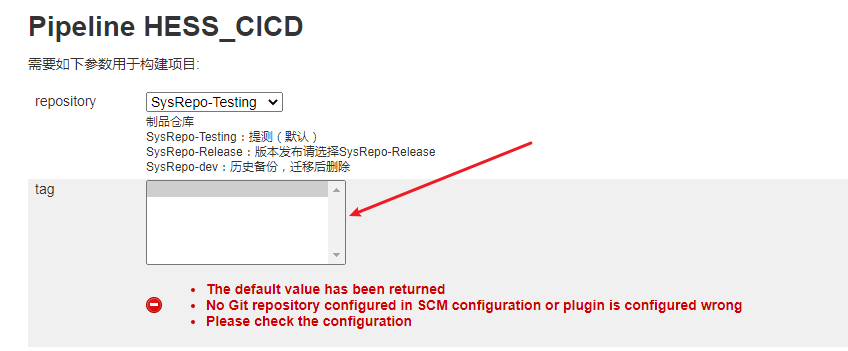 Pipeline HESS_CICD
需要如下参数用于构建项目:
repository
SysRepo-Testing
制品仓库
SysRepo-Testing：提测（默认）
SysRepo-Release：版本发布请选择SysRepo-Release
SysRepo-dev：历史备份，迁移后删除
tag
The default value has been returned
No Git repository configured in SCM configuration or plugin is configured wrong
Please check the configuration